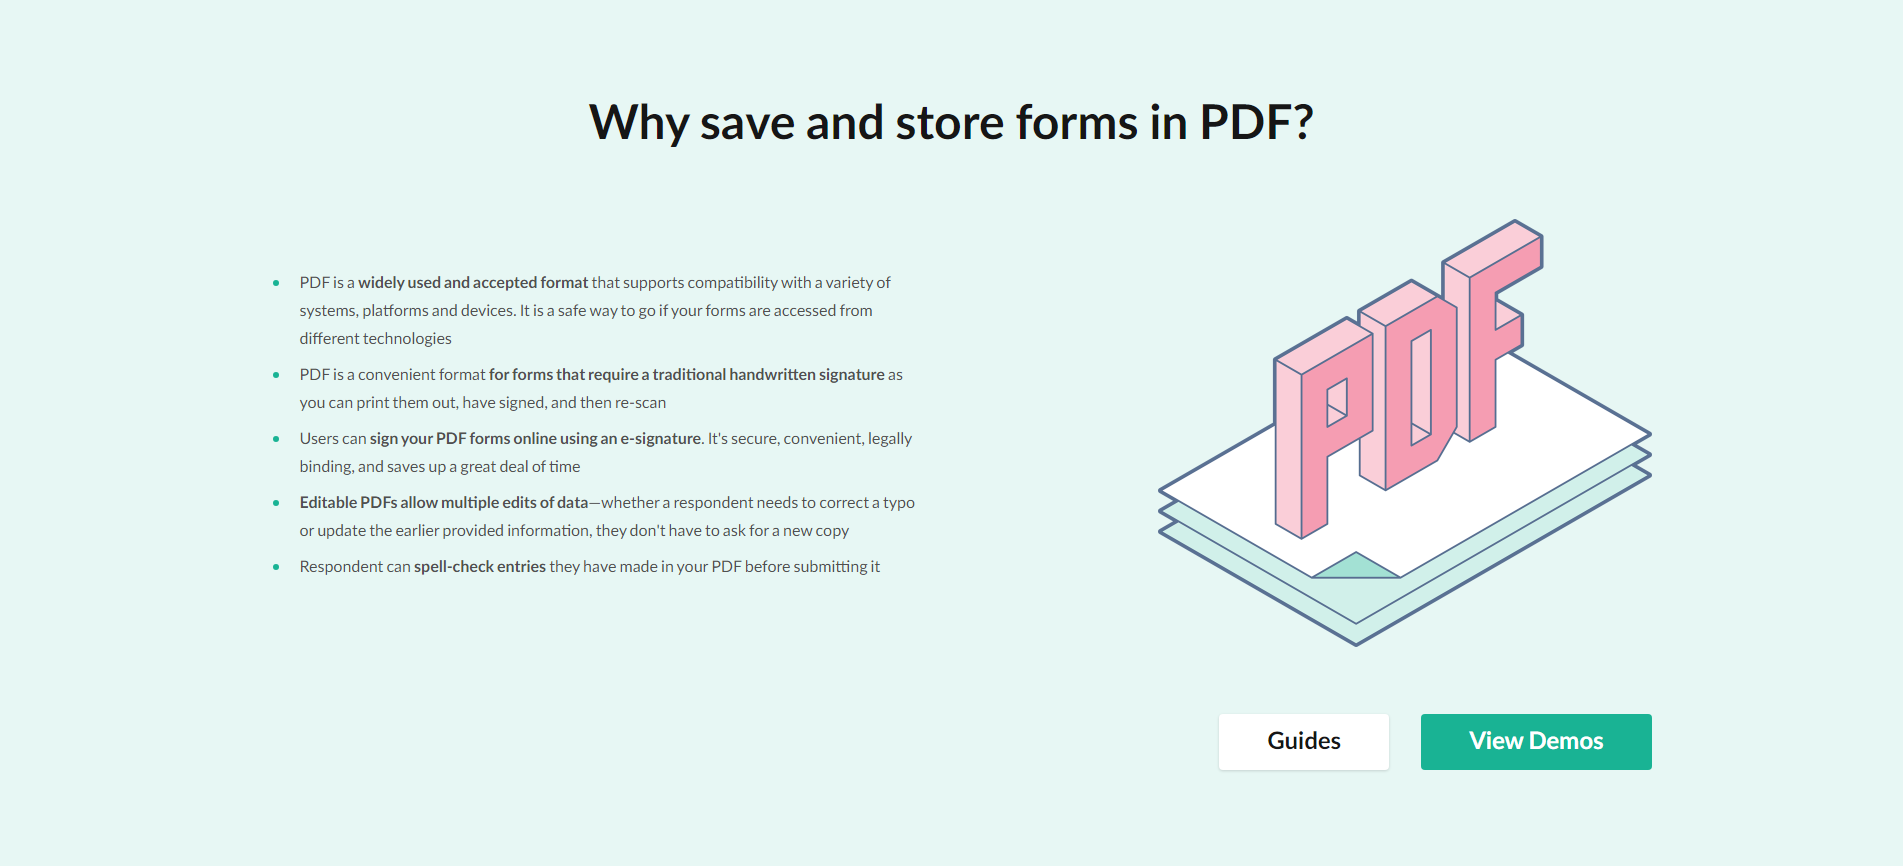 Why save and store forms in PDF?
PDF is a widely used and accepted format that supports compatibility with a variety of
systems, platforms and devices. It is a safe way to go if your forms are accessed from
different technologies
PDF is a convenient format for forms that require a traditional handwritten signature as
you can print them out, have signed, and then re-scan
Users can sign your PDF forms online using an e-signature. It's secure, convenient, legally
binding, and saves up a great deal of time
Editable PDFs allow multiple edits of data—whether a respondent needs to correct a typo
or update the earlier provided information, they don't have to ask for a new copy
Respondent can spell-check entries they have made in your PDF before submitting it
PDF
Guides
View Demos